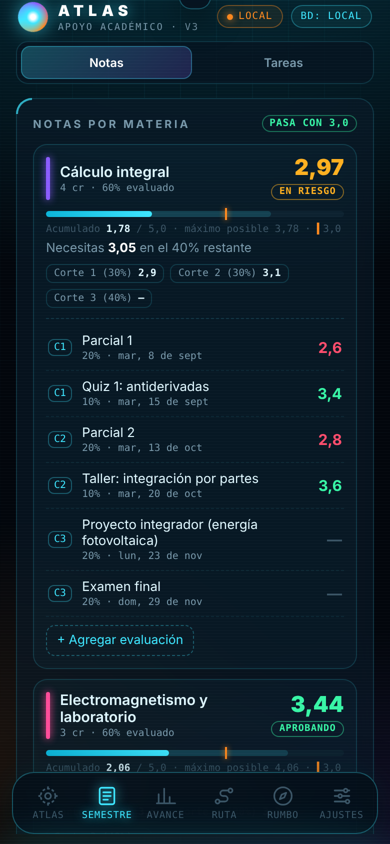 ATLAS
APOYO ACADÉMICO · V3
LOCAL
BD: LOCAL
Notas
Tareas
NOTAS POR MATERIA
PASA CON 3,0
Cálculo integral
4 cr · 60% evaluado
2,97
EN RIESGO
Acumulado 1,78 / 5,0 · máximo posible 3,78 · 3,0
Necesitas 3,05 en el 40% restante
Corte 1 (30%) 2,9
Corte 2 (30%) 3,1
Corte 3 (40%) —
C1
Parcial 1
20% · mar, 8 de sept
2,6
C1
Quiz 1: antiderivadas
10% · mar, 15 de sept
3,4
C2
Parcial 2
20% · mar, 13 de oct
2,8
C2
Taller: integración por partes
10% · mar, 20 de oct
3,6
C3
Proyecto integrador (energía
fotovoltaica)
20% · lun, 23 de nov
—
C3
Examen final
20% · dom, 29 de nov
—
+ Agregar evaluación
Electromagnetismo y
laboratorio
3 cr · 60% evaluado
3,44
APROBANDO
Acumulado 2,06 / 5,0 · máximo posible 4,06 · 3,0
ATLAS
SEMESTRE
AVANCE
RUTA
RUMBO
AJUSTES